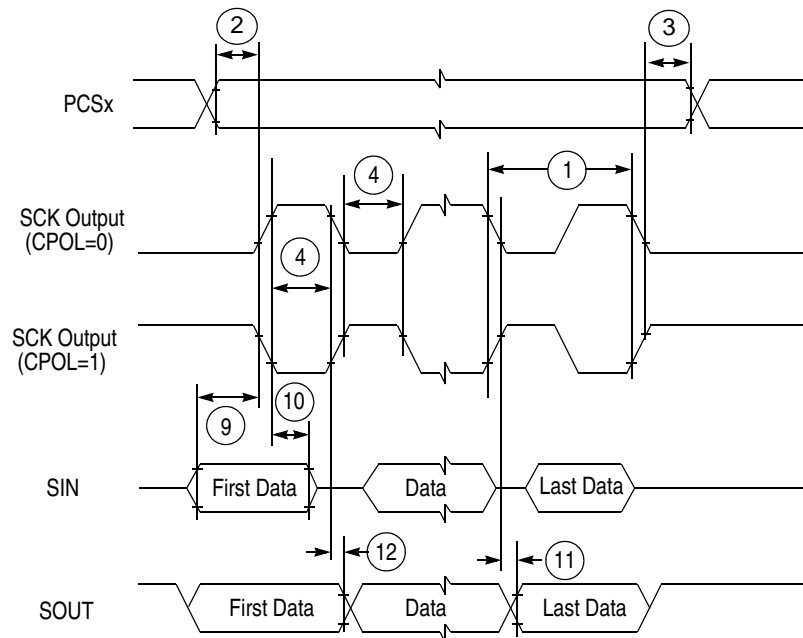 2
3
PCSx
4
1
SCK Output
(CPOL=0)
4
SCK Output
(CPOL=1)
9
10
SIN
First Data
Data
Last Data
12
11
SOUT
First Data
Data
Last Data